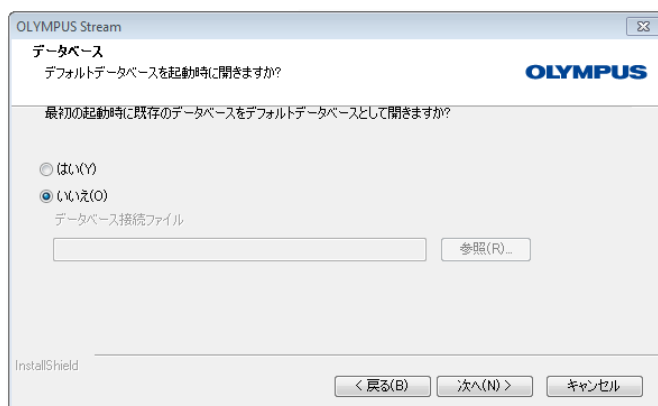 OLYMPUS Stream
データベース
デフォルトデータベースを起動時に開きますか?
OLYMPUS
最初の起動時に既存のデータベースをデフォルトデータベースとして開きますか?
はい(Y)
いいえ(O)
データベース接続ファイル
参照(R)...
InstallShield
< 戻る(B)
次へ(N) >
キャンセル